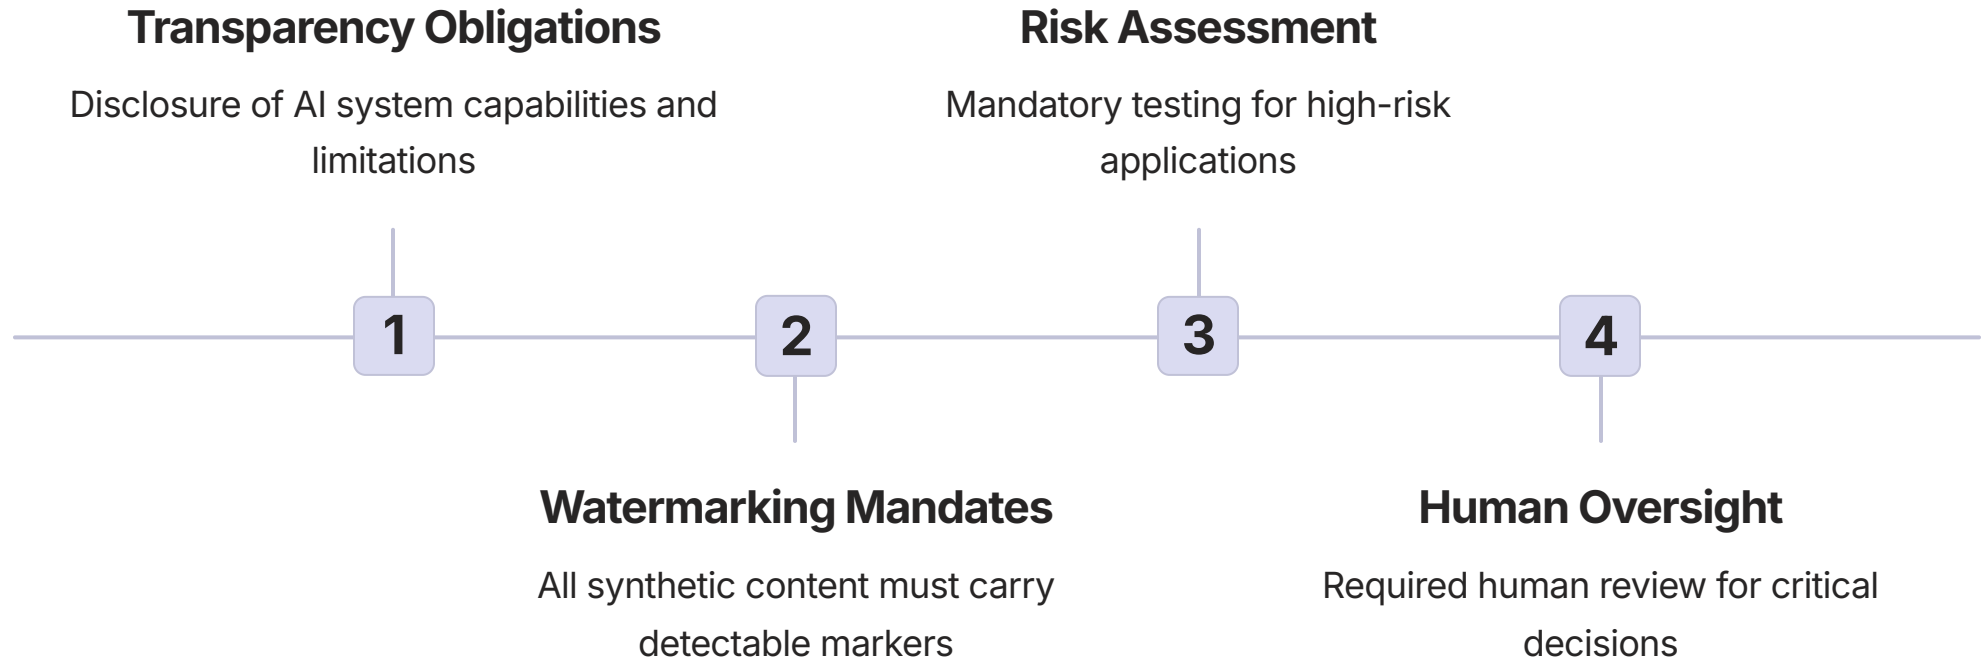 Transparency Obligations
Disclosure of AI system capabilities and
limitations
1
2
Watermarking Mandates
All synthetic content must carry
detectable markers
Risk Assessment
Mandatory testing for high-risk
applications
3
4
Human Oversight
Required human review for critical
decisions